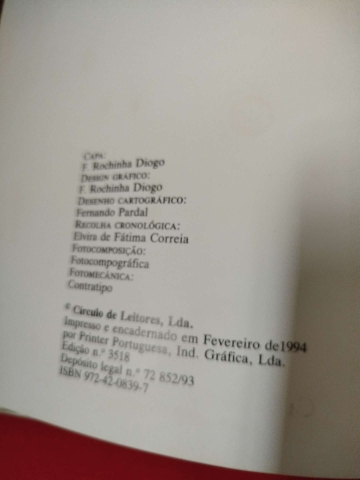 CAPA:
F. Rochinha Diogo
DESIGN GRÁFICO:
F. Rochinha Diogo
DESENHO CARTOGRÁFICO:
Fernando Pardal
RECOLHA CRONOLÓGICA:
Elvira de Fátima Correia
FOTOCOMPOSIÇÃO:
Fotocompográfica
FOTOMECÂNICA:
Contratipo
© Círculo de Leitores, Lda.
Impresso e encadernado em Fevereiro de 1994
por Printer Portuguesa, Ind. Gráfica, Lda.
Edição n.º 3518
Depósito legal n.º 72 852/93
ISBN 972-42-0839-7